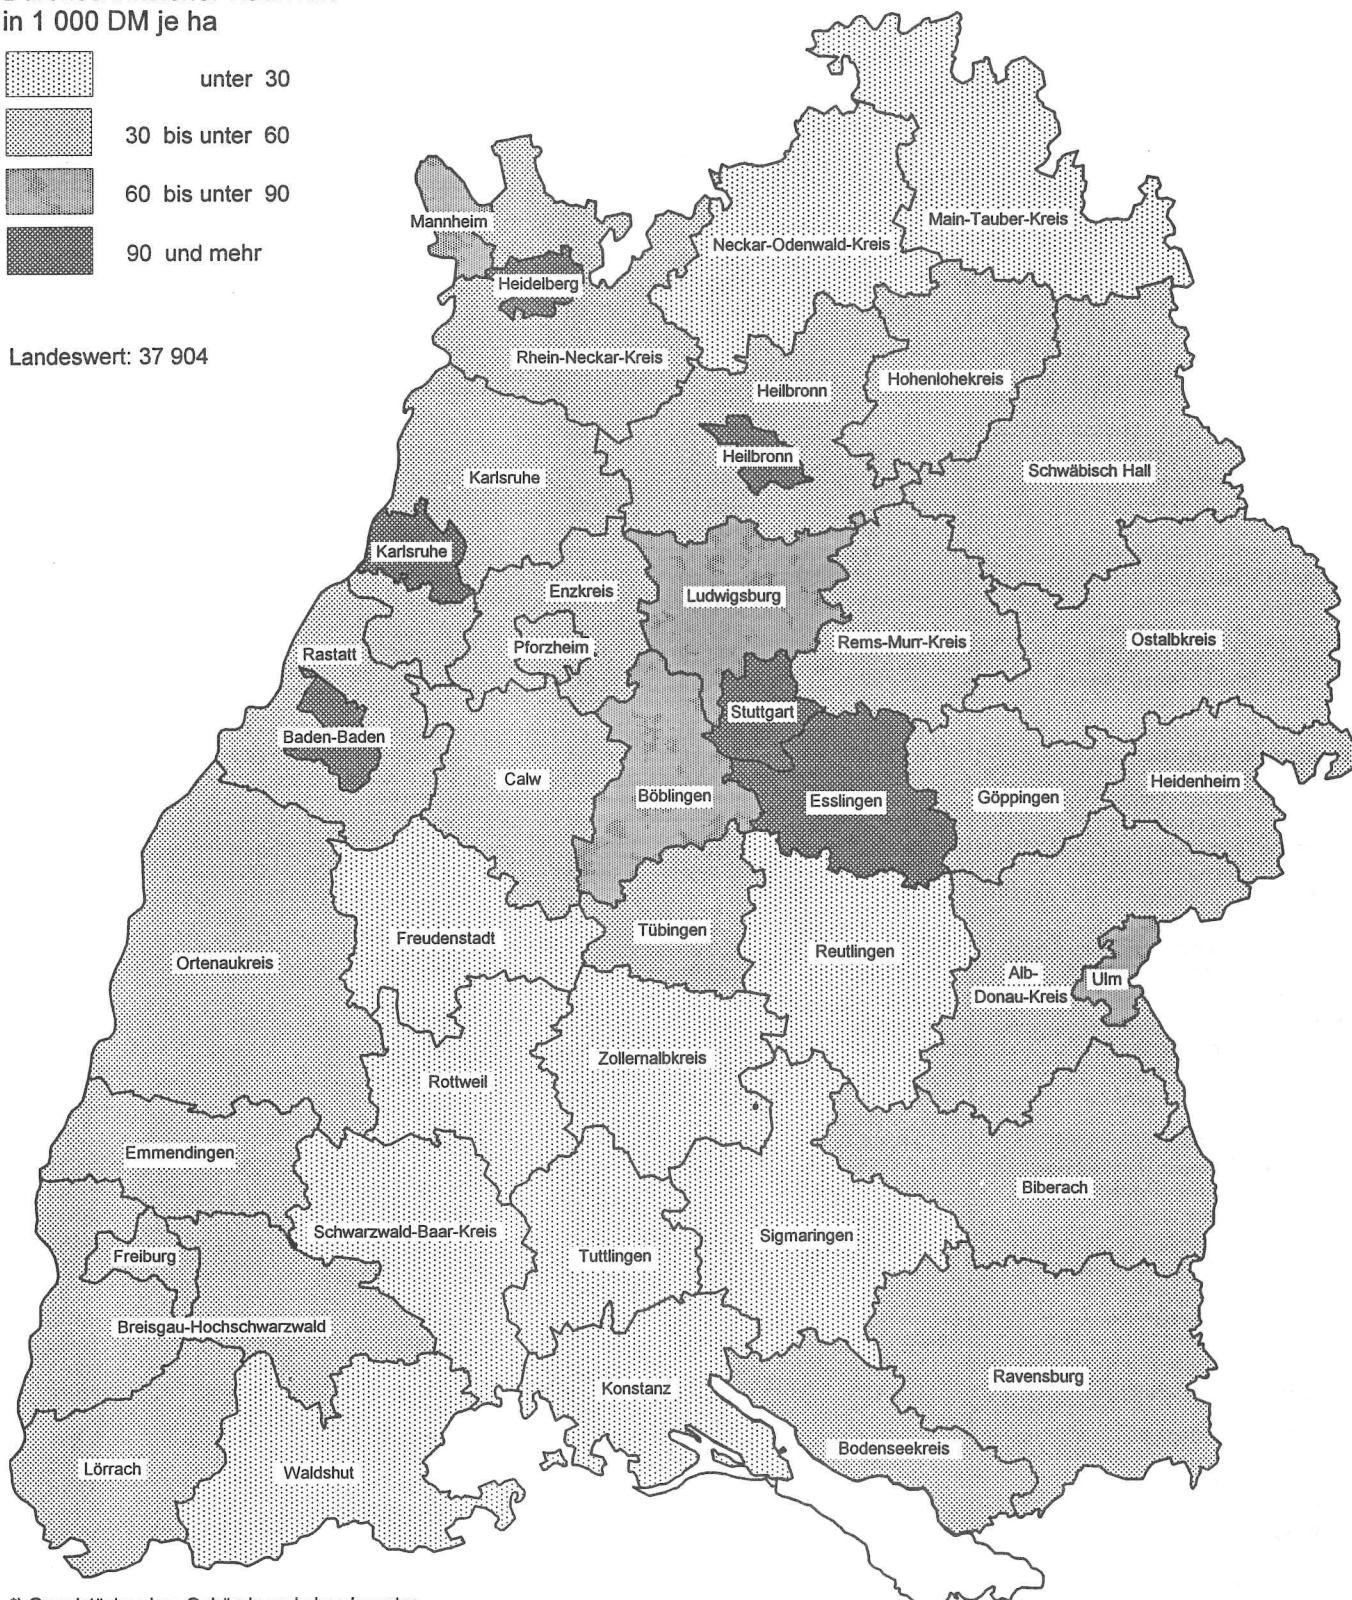 in 1 000 DM je ha
unter 30
30 bis unter 60
60 bis unter 90
90 und mehr
Landeswert: 37 904
Main-Tauber-Kreis
Mannheim
Neckar-Odenwald-Kreis
Heidelberg
Rhein-Neckar-Kreis
Hohenlohekreis
Heilbronn
Heilbronn
Schwäbisch Hall
Karlsruhe
Karlsruhe
Enzkreis
Ludwigsburg
Ostalbkreis
Rems-Murr-Kreis
Pforzheim
Rastatt
Stuttgart
Baden-Baden
Calw
Heidenheim
Böblingen
Esslingen
Göppingen
Tübingen
Freudenstadt
Reutlingen
Ortenaukreis
Alb-
Donau-Kreis
Ulm
Zollernalbkreis
Rottweil
Emmendingen
Biberach
Schwarzwald-Baar-Kreis
Sigmaringen
Freiburg
Tuttlingen
Breisgau-Hochschwarzwald
Ravensburg
Konstanz
Bodenseekreis
Lörrach
Waldshut